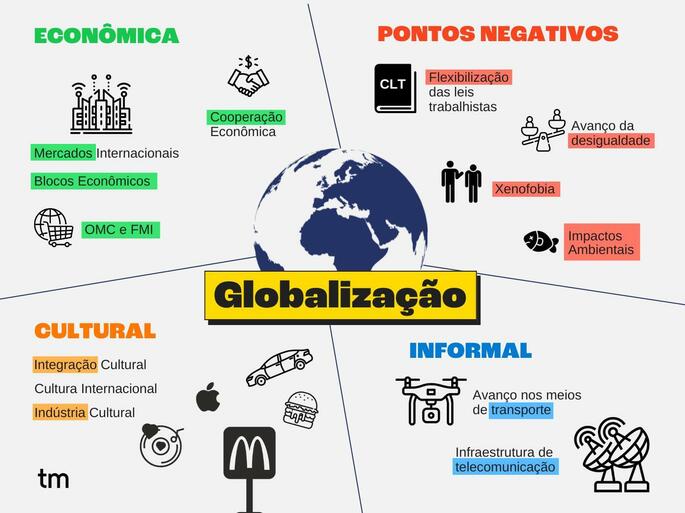 ECONÔMICA
Cooperação
Econômica
Mercados Internacionais
Blocos Econômicos
OMC e FMI
PONTOS NEGATIVOS
CLT
Flexibilização
das leis
trabalhistas
Avanço da
desigualdade
Xenofobia
Impactos
Ambientais
Globalização
CULTURAL
Integração Cultural
Cultura Internacional
Indústria Cultural
tm
INFORMAL
Avanço nos meios
de transporte
Infraestrutura de
telecomunicação